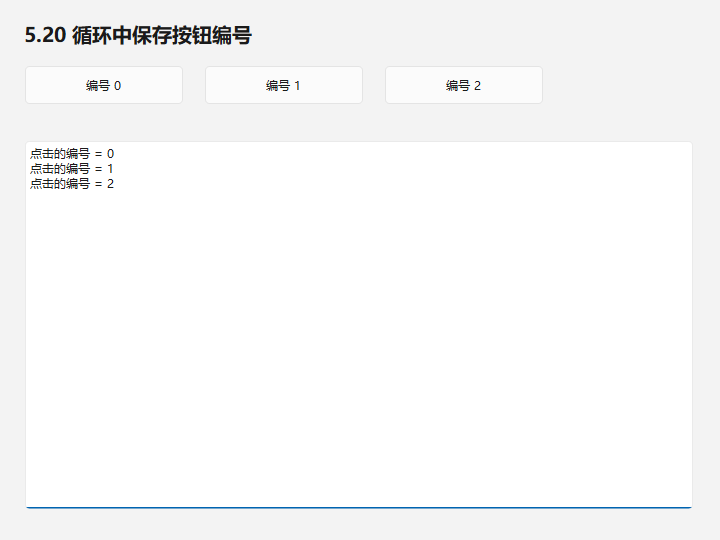 5.20 循环中保存按钮编号
编号 0
编号 1
编号 2
点击的编号 = 0
点击的编号 = 1
点击的编号 = 2